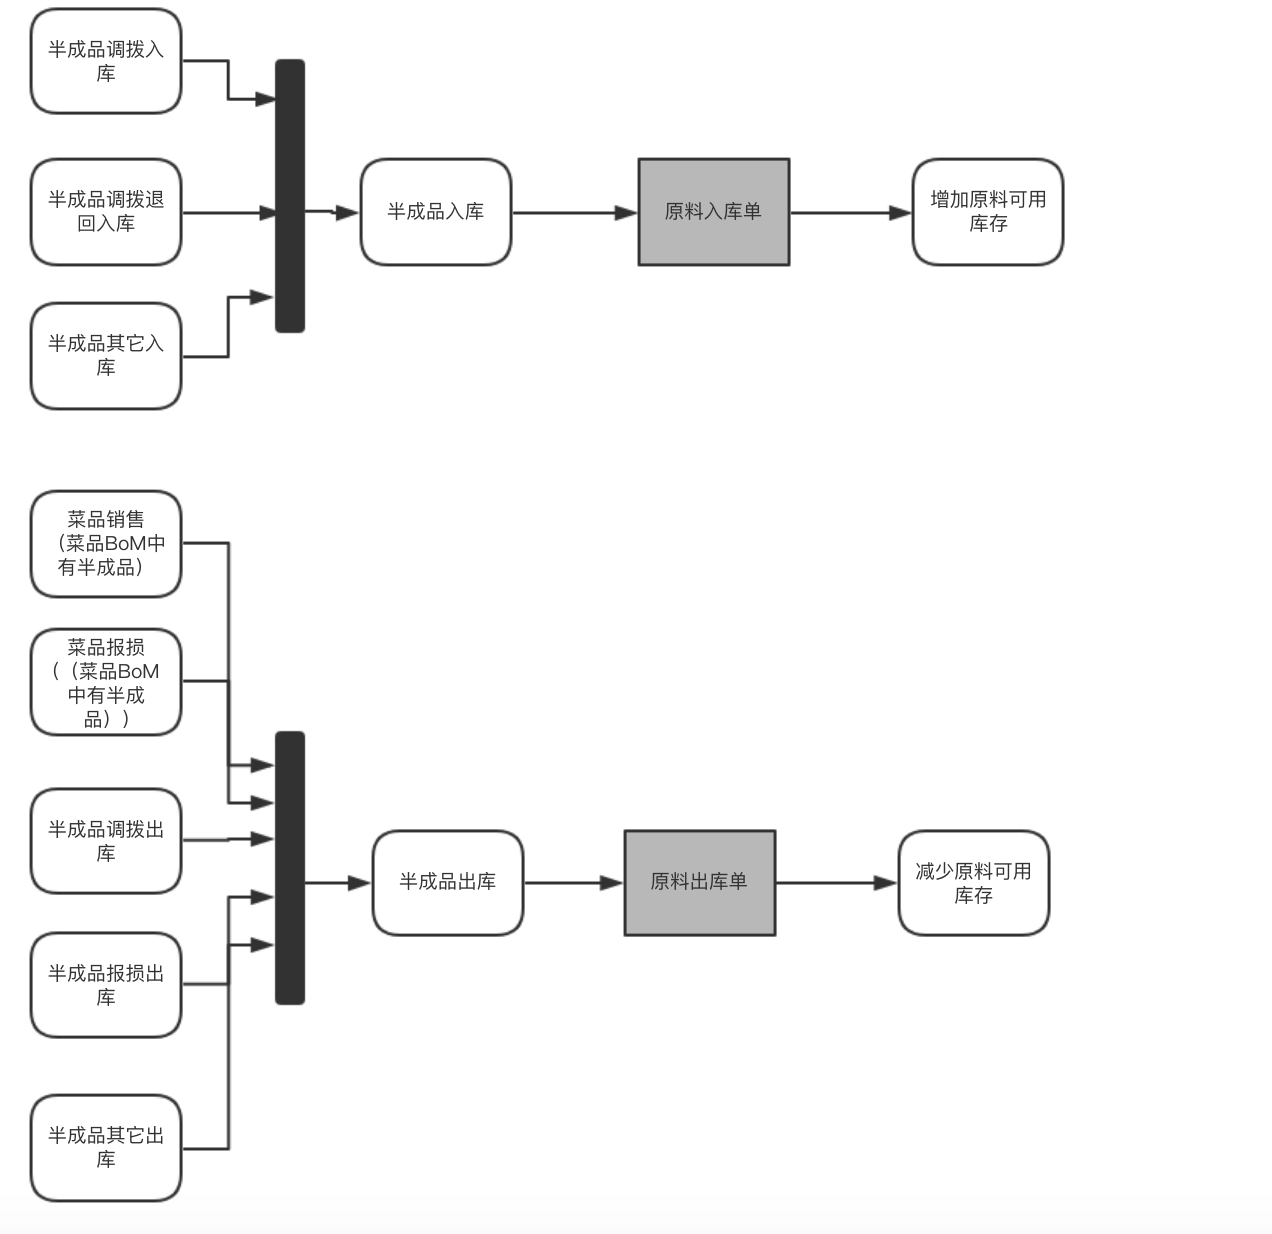 半成品调拨入
库
半成品调拨退
回入库
半成品其它入
库
半成品入库
原料入库单
增加原料可用
库存
菜品销售
（菜品BoM中
有半成品）
菜品报损
（（菜品BoM
中有半成
品））
半成品调拨出
库
半成品报损出
库
半成品其它出
库
半成品出库
原料出库单
减少原料可用
库存